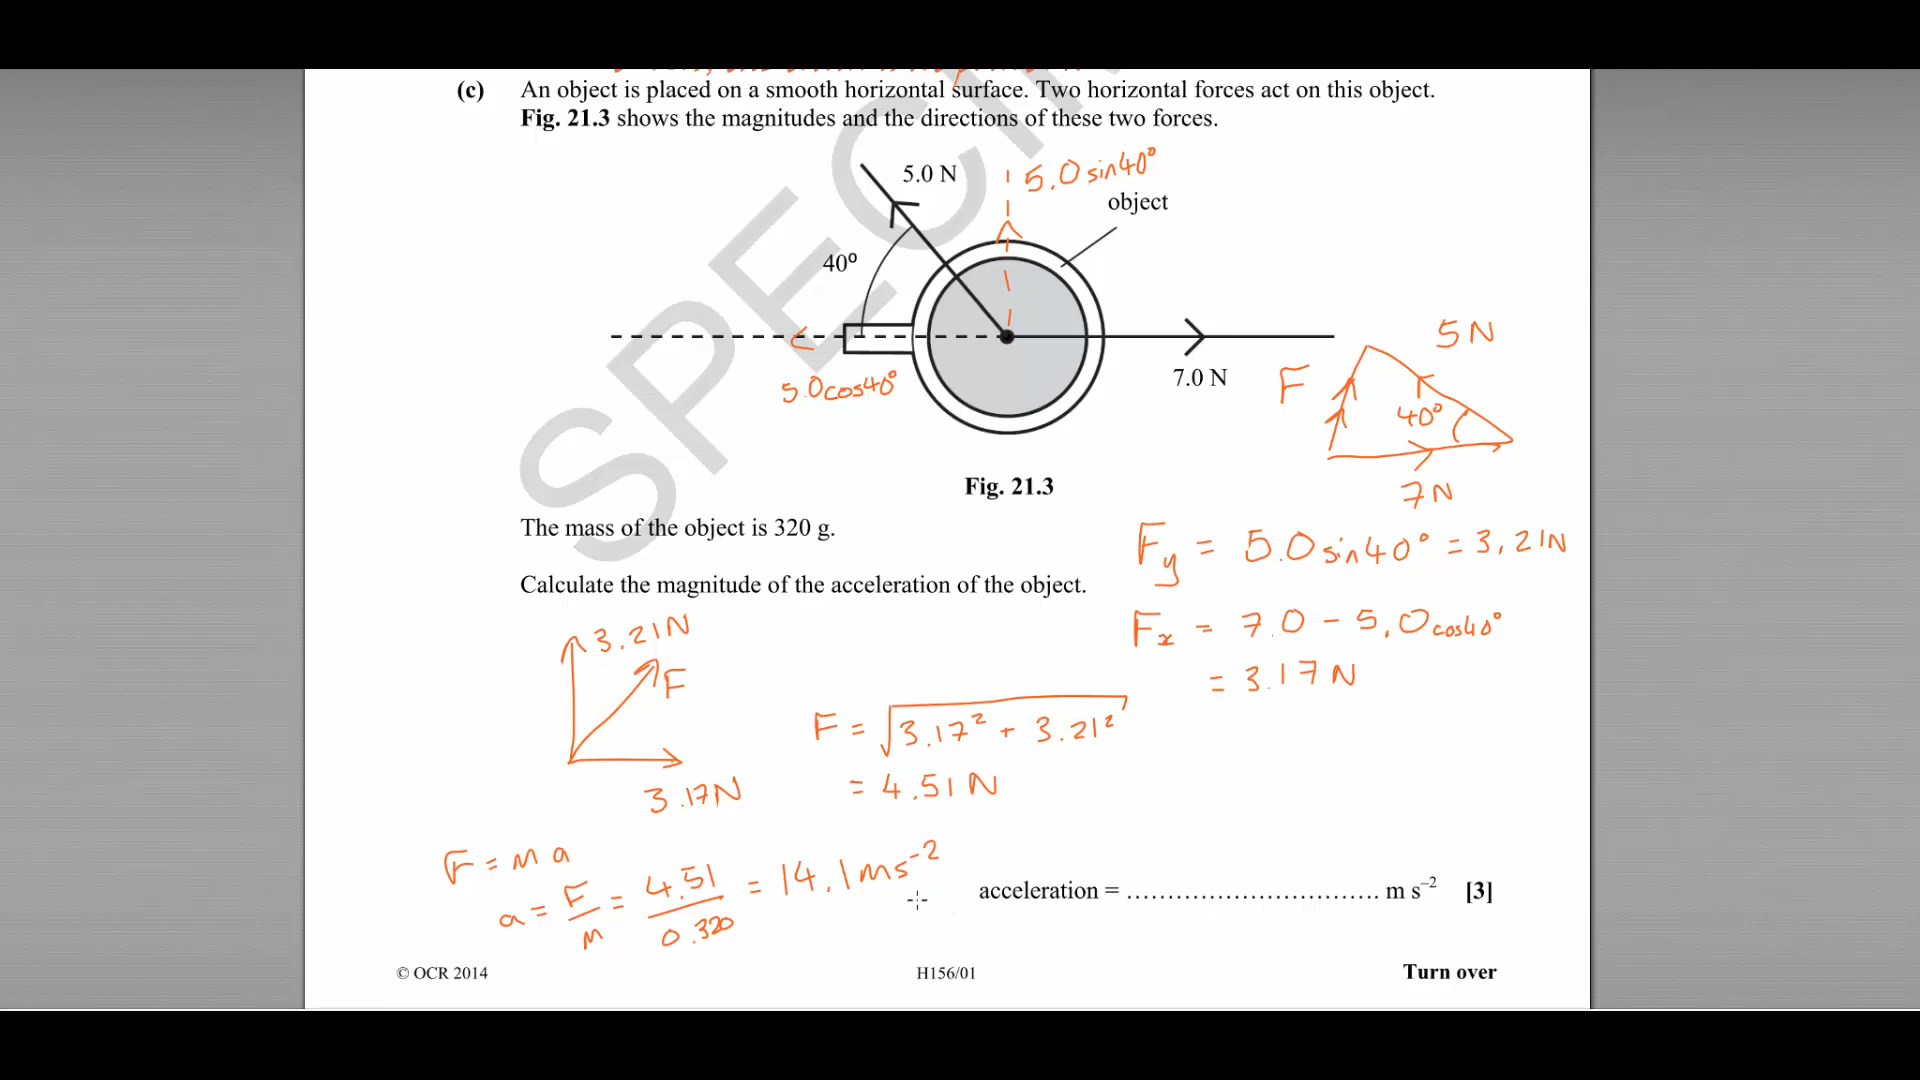 (c) An object is placed on a smooth horizontal surface. Two horizontal forces act on this object.
Fig. 21.3 shows the magnitudes and the directions of these two forces.
5.0 N
5.0 sin40°
object
40°
5.0cos40°
7.0 N
5N
F
40°
7N
SPECIM
Fig. 21.3
The mass of the object is 320 g.
Fy = 5.0 sin40° = 3.21N
Calculate the magnitude of the acceleration of the object.
Fx = 7.0 - 5.0cos40°
= 3.17N
3.21N
F
3.17N
F = √3.17² + 3.21²
= 4.51N
F = ma
a = F/m = 4.51/0.320 = 14.1ms⁻²
acceleration = .............................. m s⁻² [3]
© OCR 2014
H156/01
Turn over